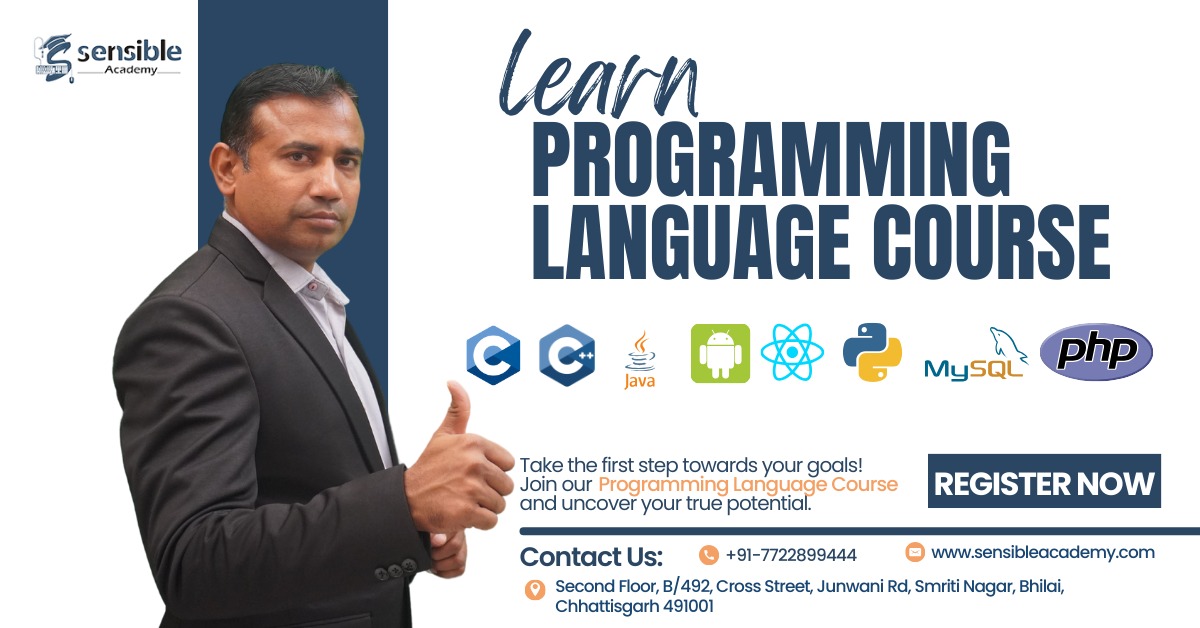 sensible
Academy
Learn
PROGRAMMING
LANGUAGE COURSE
C
C++
Java
MySQL
php
Take the first step towards your goals!
Join our Programming Language Course
and uncover your true potential.
REGISTER NOW
Contact Us:
+91-7722899444
www.sensibleacademy.com
Second Floor, B/492, Cross Street, Junwani Rd, Smriti Nagar, Bhilai,
Chhattisgarh 491001